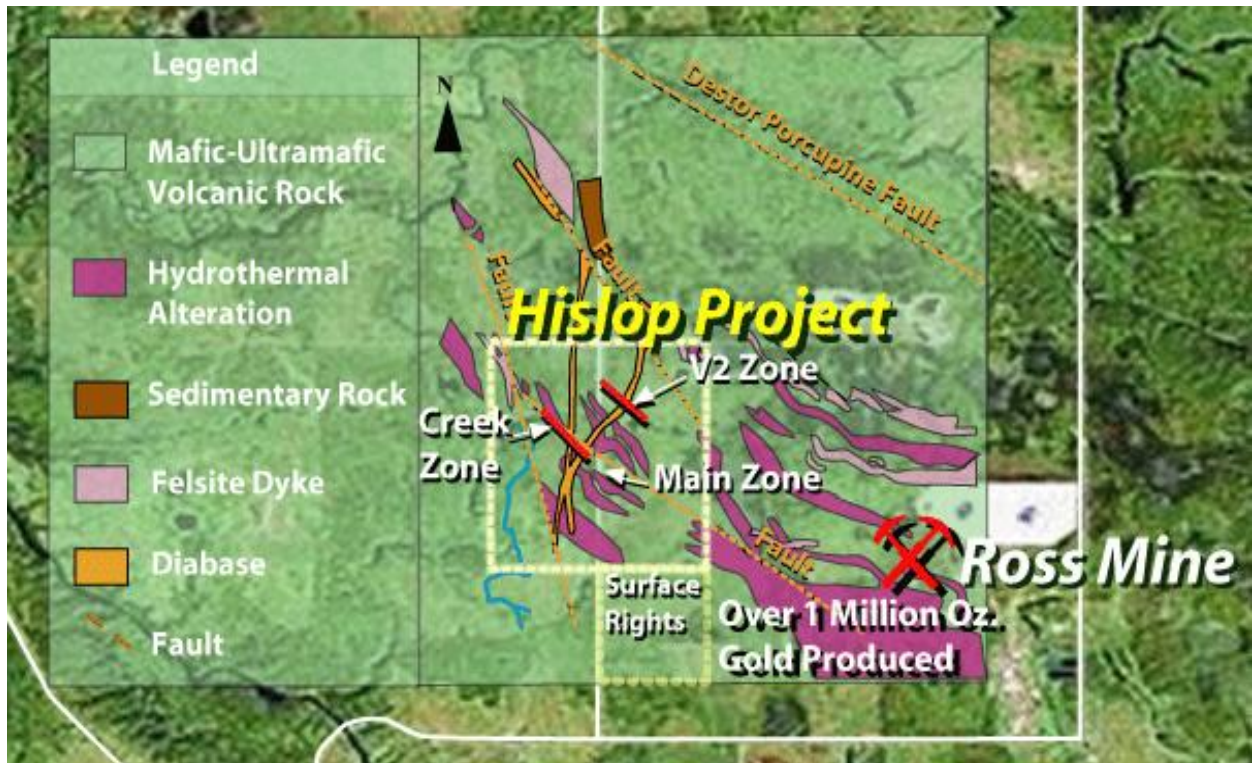 Legend
Mafic-Ultramafic
Volcanic Rock
Hydrothermal
Alteration
Sedimentary Rock
Felsite Dyke
Diabase
Fault
N
Destor Porcupine Fault
Fault
Fault
Hislop Project
V2 Zone
Creek
Zone
Main Zone
Fault
Ross Mine
Surface
Rights
Over 1 Million Oz.
Gold Produced